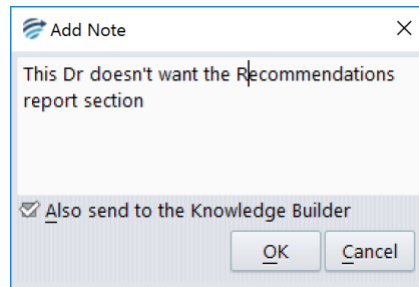 Add Note
This Dr doesn't want the Recommendations
report section
Also send to the Knowledge Builder
OK
Cancel